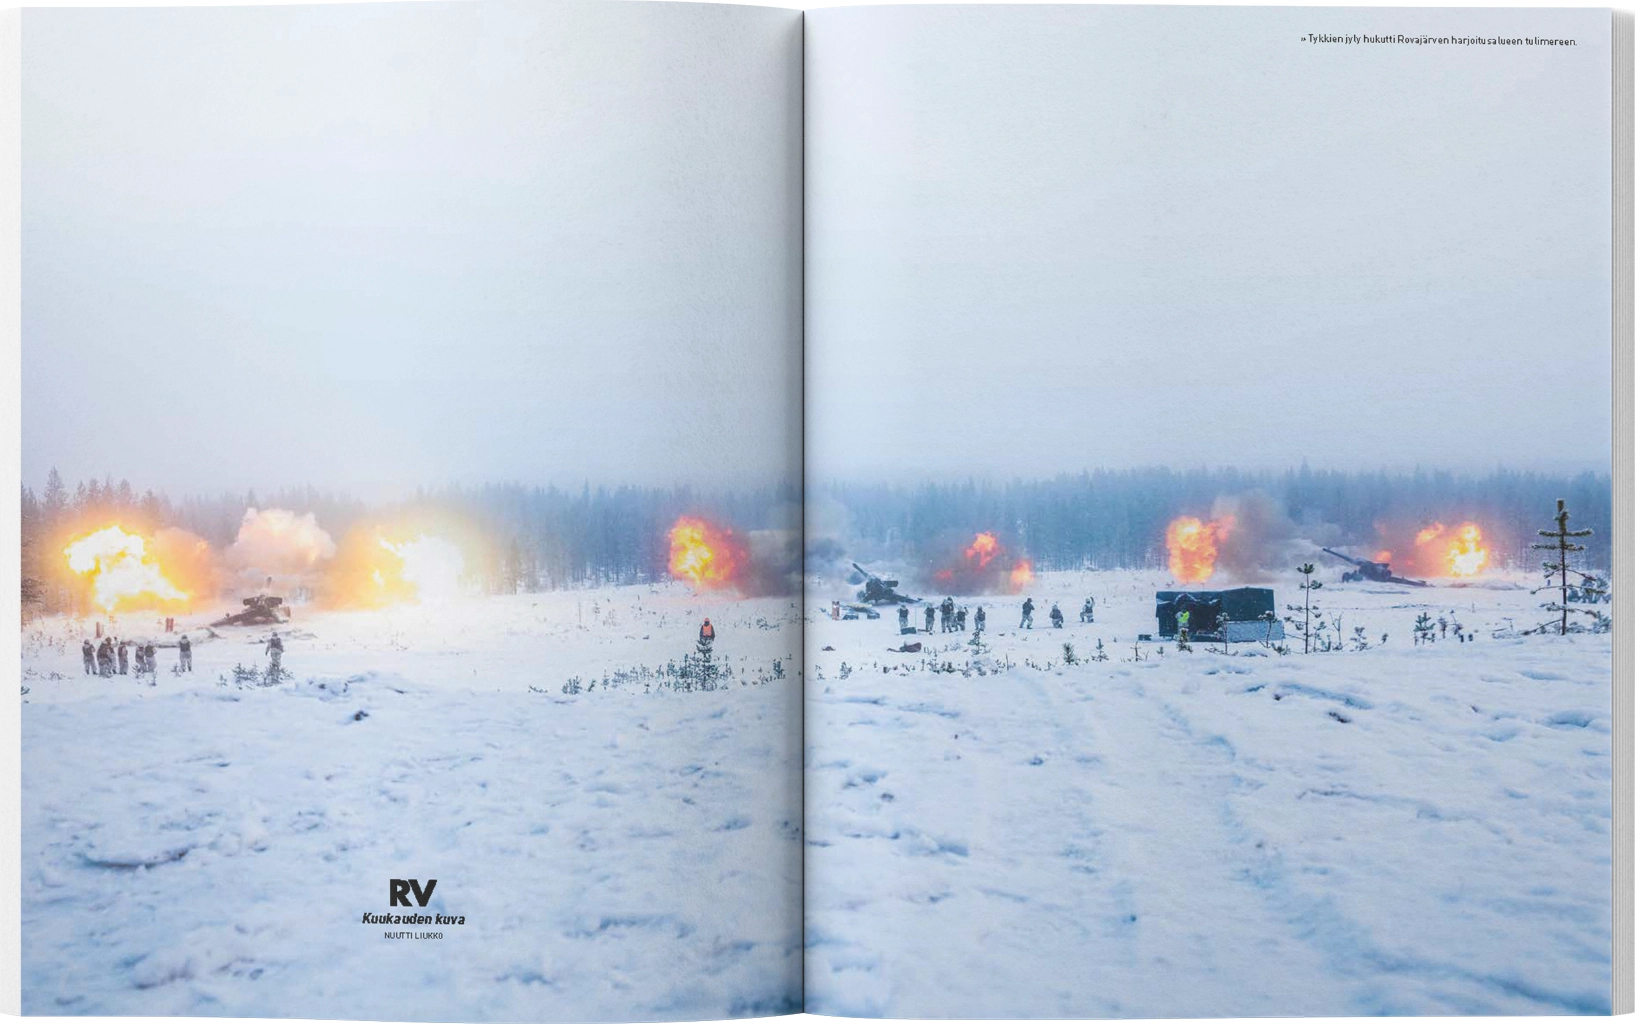 » Tykkien jyly hukutti Rovajärven harjoitusalueen tulimereen.
RV
Kuukauden kuva
NUUTTI LIUKKO